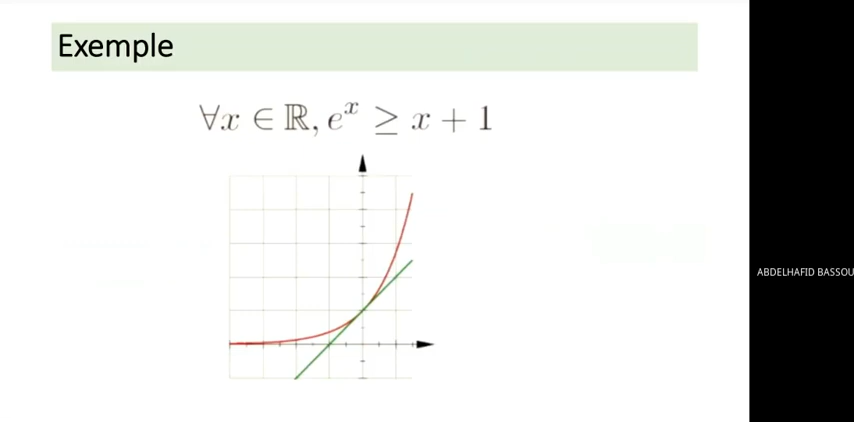 Exemple
∀x ∈ ℝ, eˣ ≥ x + 1
ABDELHAFID BASSOU